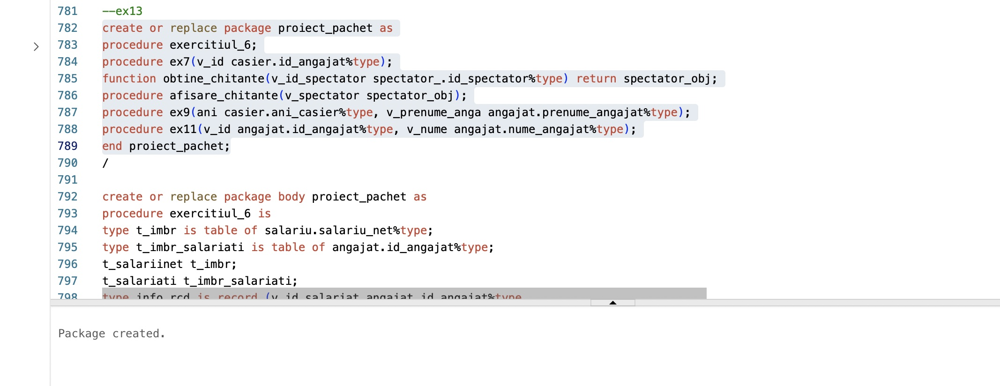 781 --ex13
782 create or replace package proiect_pachet as
783 procedure exercitiul_6;
784 procedure ex7(v_id casier.id_angajat%type);
785 function obtine_chitante(v_id_spectator spectator_.id_spectator%type) return spectator_obj;
786 procedure afisare_chitante(v_spectator spectator_obj);
787 procedure ex9(ani casier.ani_casier%type, v_prenume_anga angajat.prenume_angajat%type);
788 procedure ex11(v_id angajat.id_angajat%type, v_nume angajat.nume_angajat%type);
789 end proiect_pachet;
790 /
791
792 create or replace package body proiect_pachet as
793 procedure exercitiul_6 is
794 type t_imbr is table of salariu.salariu_net%type;
795 type t_imbr_salariati is table of angajat.id_angajat%type;
796 t_salariinet t_imbr;
797 t_salariati t_imbr_salariati;
798 type info_rcd is record (v_id_salariat angajat.id_angajat%type
Package created.